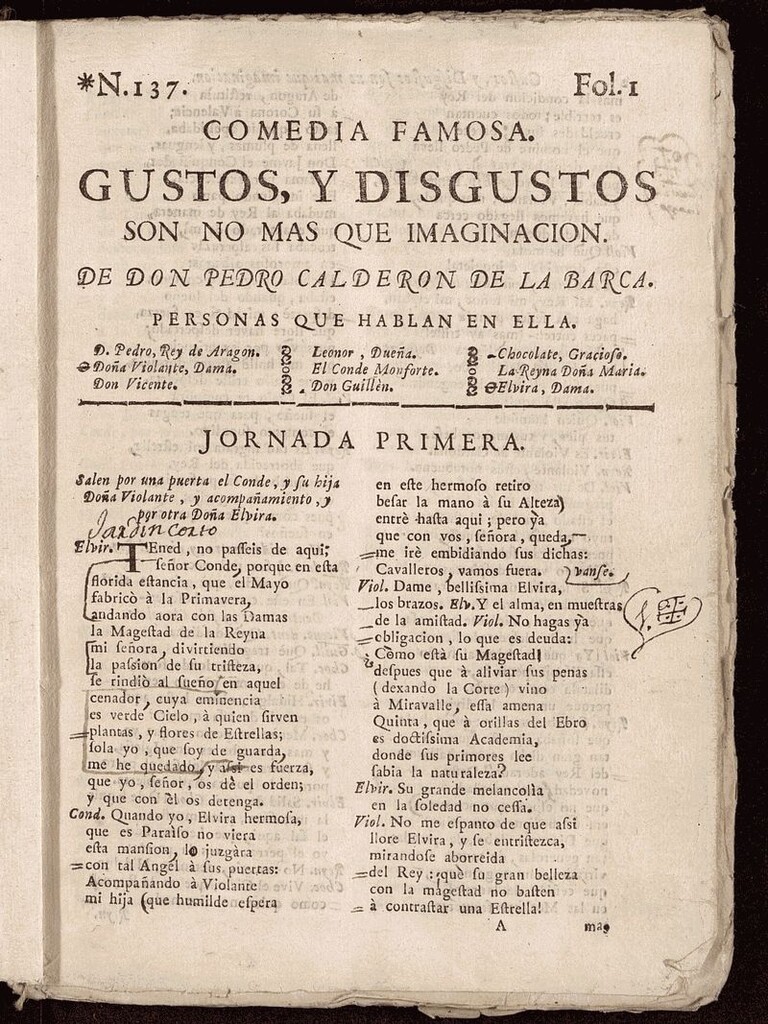 *N.137. Fol.1
COMEDIA FAMOSA.
GUSTOS, Y DISGUSTOS
SON NO MAS QUE IMAGINACION.
DE DON PEDRO CALDERON DE LA BARCA.
PERSONAS QUE HABLAN EN ELLA.
D. Pedro, Rey de Aragon.
Doña Violante, Dama.
Don Vicente.
Leonor, Dueña.
El Conde Monforte.
Don Guillèn.
Chocolate, Gracioſo.
La Reyna Doña Maria.
Elvira, Dama.
JORNADA PRIMERA.
Salen por una puerta el Conde, y ſu hija
Doña Violante, y acompañamiento, y
por otra Doña Elvira.
Jardin Corto
Elvir. TEned, no paſſeis de aqui,
ſeñor Conde, porque en eſta
florida eſtancia, que el Mayo
fabricò à la Primavera,
andando aora con las Damas
la Mageſtad de la Reyna
mi ſeñora, divirtiendo
la paſsion de ſu triſteza,
ſe rindiò al ſueño en aquel
cenador, cuya eminencia
es verde Cielo, à quien ſirven
plantas, y flores de Eſtrellas;
ſola yo, que ſoy de guarda,
me he quedado, y aſsi es fuerza,
que yo, ſeñor, os dè el orden;
y que con èl os detenga.
Cond. Quando yo, Elvira hermoſa,
que es Paraìſo no viera
eſta manſion, lo juzgàra
con tal Angel à ſus puertas:
Acompañando à Violante
mi hija (que humilde eſpera
en eſte hermoſo retiro
beſar la mano à ſu Alteza)
entrè haſta aqui; pero ya
que con vos, ſeñora, queda,
me irè embidiando ſus dichas:
Cavalleros, vamos fuera. vanſe.
Viol. Dame, belliſsima Elvira,
los brazos. Elv. Y el alma, en mueſtras
de la amiſtad. Viol. No hagas ya
obligacion, lo que es deuda:
Còmo eſtà ſu Mageſtad,
deſpues que à aliviar ſus penas
(dexando la Corte) vino
à Miravalle, eſſa amena
Quinta, que à orillas del Ebro
es doctiſsima Academia,
donde ſus primores lee
ſabia la naturaleza?
Elvir. Su grande melancolìa
en la ſoledad no ceſſa.
Viol. No me eſpanto de que aſsi
llore Elvira, y ſe entriſtezca,
mirandoſe aborreida
del Rey: què ſu gran belleza
con la mageſtad no baſten
à contraſtar una Eſtrella!
A mas